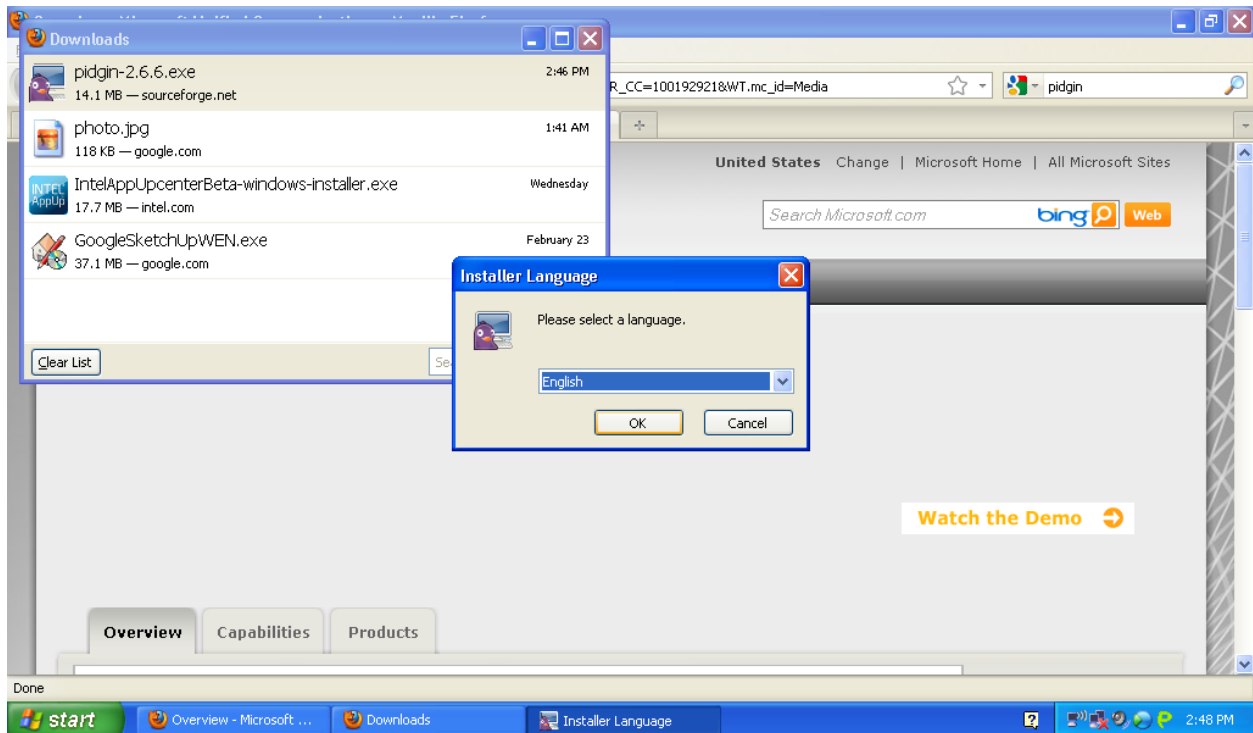 Downloads
pidgin-2.6.6.exe
2:46 PM
14.1 MB — sourceforge.net
photo.jpg
1:41 AM
118 KB — google.com
IntelAppUpcenterBeta-windows-installer.exe
Wednesday
17.7 MB — intel.com
INTEL
AppUp
GoogleSketchUpWEN.exe
February 23
37.1 MB — google.com
Clear List
Se
R_CC=1001929218&WT.mc_id=Media
pidgin
United States Change | Microsoft Home | All Microsoft Sites
Search Microsoft.com
bing
Web
Installer Language
Please select a language.
English
OK
Cancel
Watch the Demo
Overview
Capabilities
Products
Done
start
Overview - Microsoft ...
Downloads
Installer Language
2:48 PM